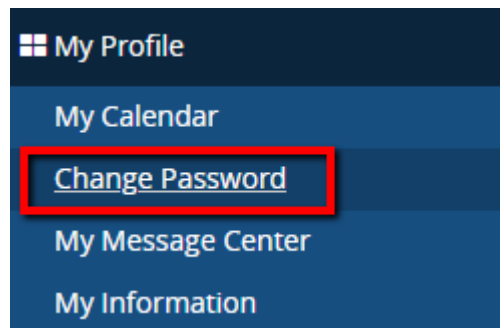 My Profile
My Calendar
Change Password
My Message Center
My Information